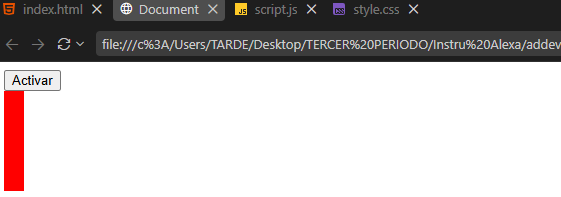 index.html
Document
script.js
style.css
file:///c%3A/Users/TARDE/Desktop/TERCER%20PERIODO/Instru%20Alexa/addev
Activar